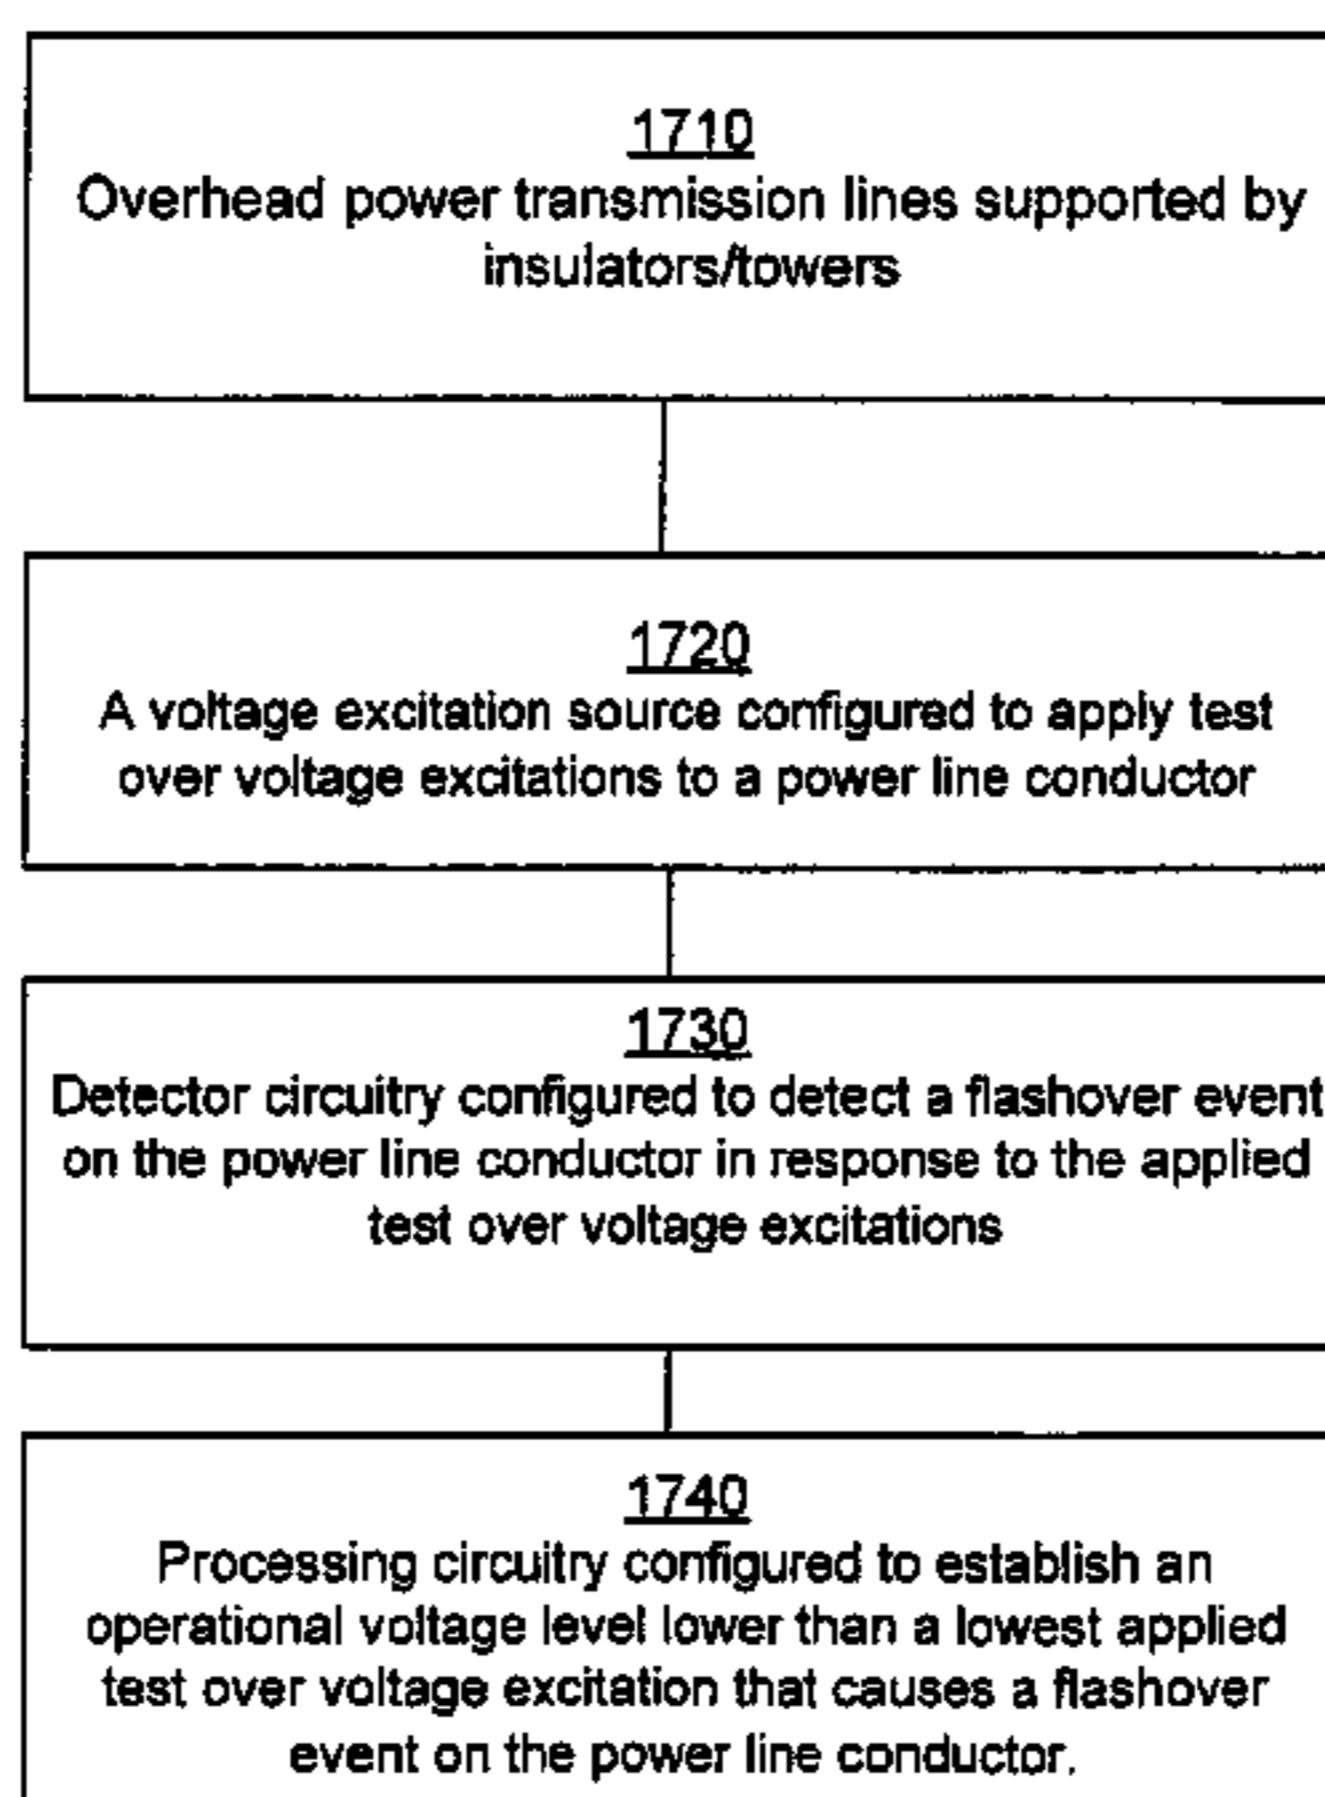 1710
Overhead power transmission lines supported by
insulators/towers
1720
A voltage excitation source configured to apply test
over voltage excitations to a power line conductor
1730
Detector circuitry configured to detect a flashover event
on the power line conductor in response to the applied
test over voltage excitations
1740
Processing circuitry configured to establish an
operational voltage level lower than a lowest applied
test over voltage excitation that causes a flashover
event on the power line conductor.